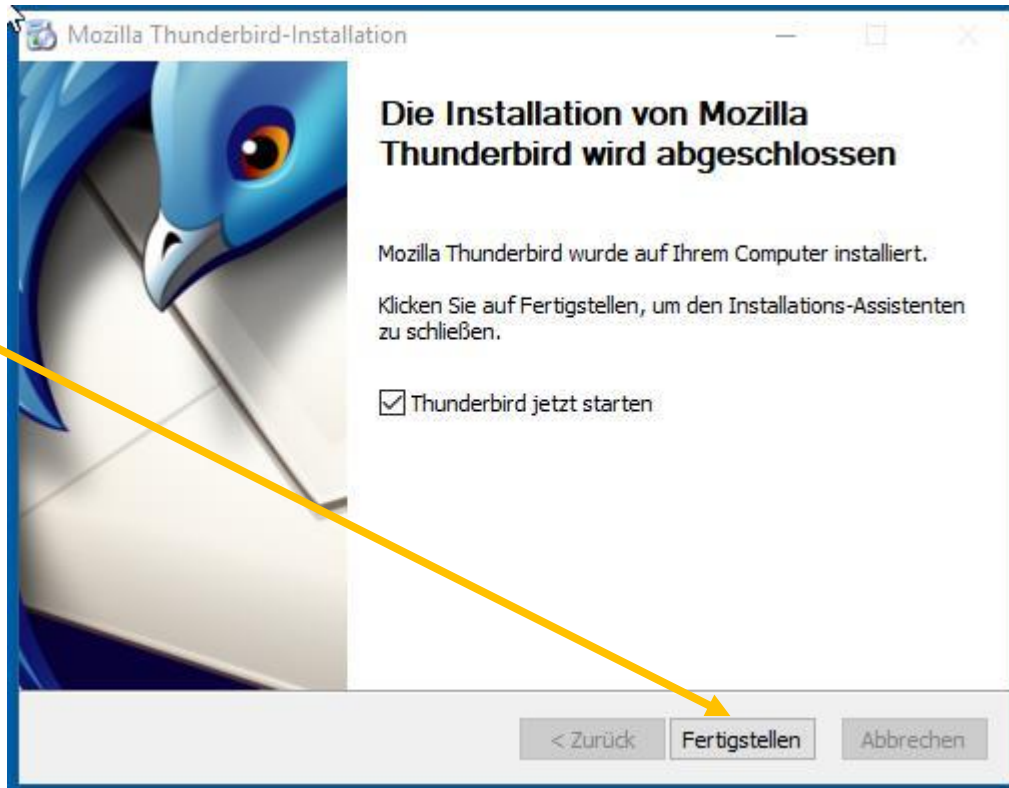 Mozilla Thunderbird-Installation
Die Installation von Mozilla
Thunderbird wird abgeschlossen
Mozilla Thunderbird wurde auf Ihrem Computer installiert.
Klicken Sie auf Fertigstellen, um den Installations-Assistenten
zu schließen.
Thunderbird jetzt starten
< Zurück Fertigstellen Abbrechen